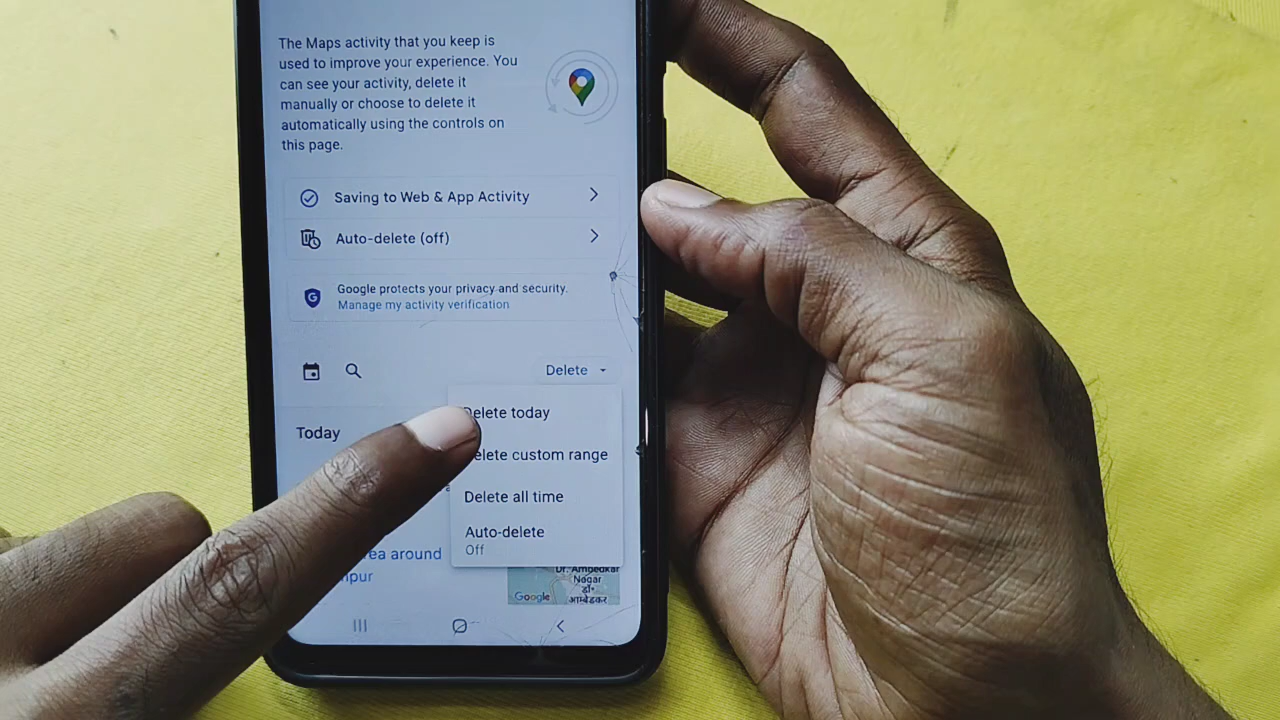 The Maps activity that you keep is
used to improve your experience. You
can see your activity, delete it
manually or choose to delete it
automatically using the controls on
this page.
Saving to Web & App Activity
Auto-delete (off)
G
Google protects your privacy and security.
Manage my activity verification
Delete
Delete today
elete custom range
Today
Delete all time
Auto-delete
Off
ea around
mpur
Dr. Ambedkar
Nagar
डॉ॰
आम्बेडकर
Google